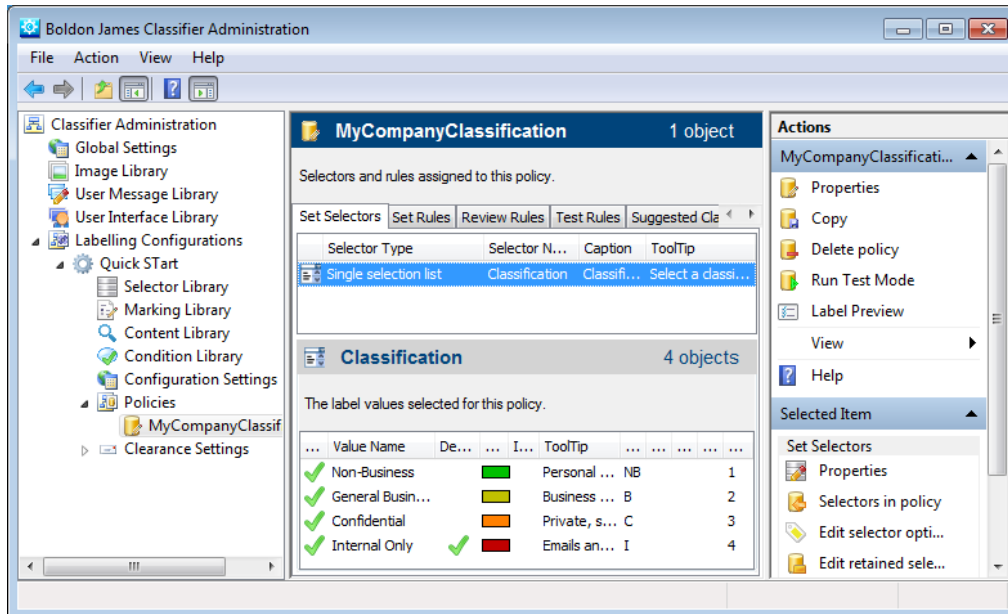 Boldon James Classifier Administration
File Action View Help
Classifier Administration
Global Settings
Image Library
User Message Library
User Interface Library
Labelling Configurations
Quick STart
Selector Library
Marking Library
Content Library
Condition Library
Configuration Settings
Policies
MyCompanyClassif
Clearance Settings
MyCompanyClassification 1 object
Selectors and rules assigned to this policy.
Set Selectors Set Rules Review Rules Test Rules Suggested Cla
Selector Type Selector N... Caption ToolTip
Single selection list Classification Classifi... Select a classi...
Classification 4 objects
The label values selected for this policy.
... Value Name De... ... I... ToolTip ... ... ... ... ...
Non-Business Personal ... NB 1
General Busin... Business ... B 2
Confidential Private, s... C 3
Internal Only Emails an... I 4
Actions
MyCompanyClassificati...
Properties
Copy
Delete policy
Run Test Mode
Label Preview
View
Help
Selected Item
Set Selectors
Properties
Selectors in policy
Edit selector opti...
Edit retained sele...